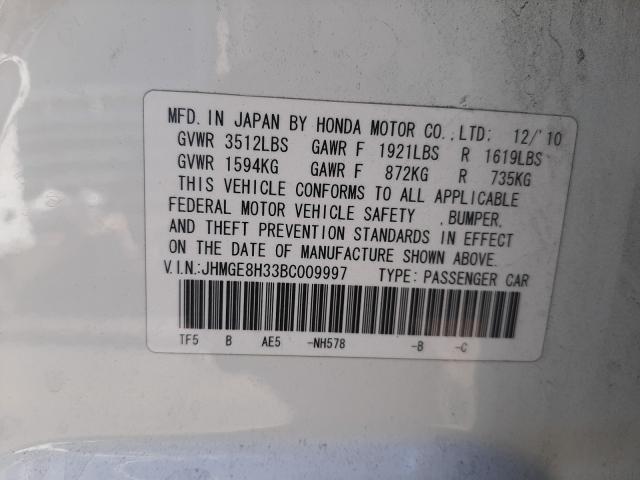 MFD. IN JAPAN BY HONDA MOTOR CO.,LTD: 12/'10
GVWR 3512LBS GAWR F 1921LBS R 1619LBS
GVWR 1594KG GAWR F 872KG R 735KG
THIS VEHICLE CONFORMS TO ALL APPLICABLE
FEDERAL MOTOR VEHICLE SAFETY ,BUMPER,
AND THEFT PREVENTION STANDARDS IN EFFECT
ON THE DATE OF MANUFACTURE SHOWN ABOVE.
V.I.N.:JHMGE8H33BC009997 TYPE: PASSENGER CAR
TF5 B AE5 -NH578 -B -C